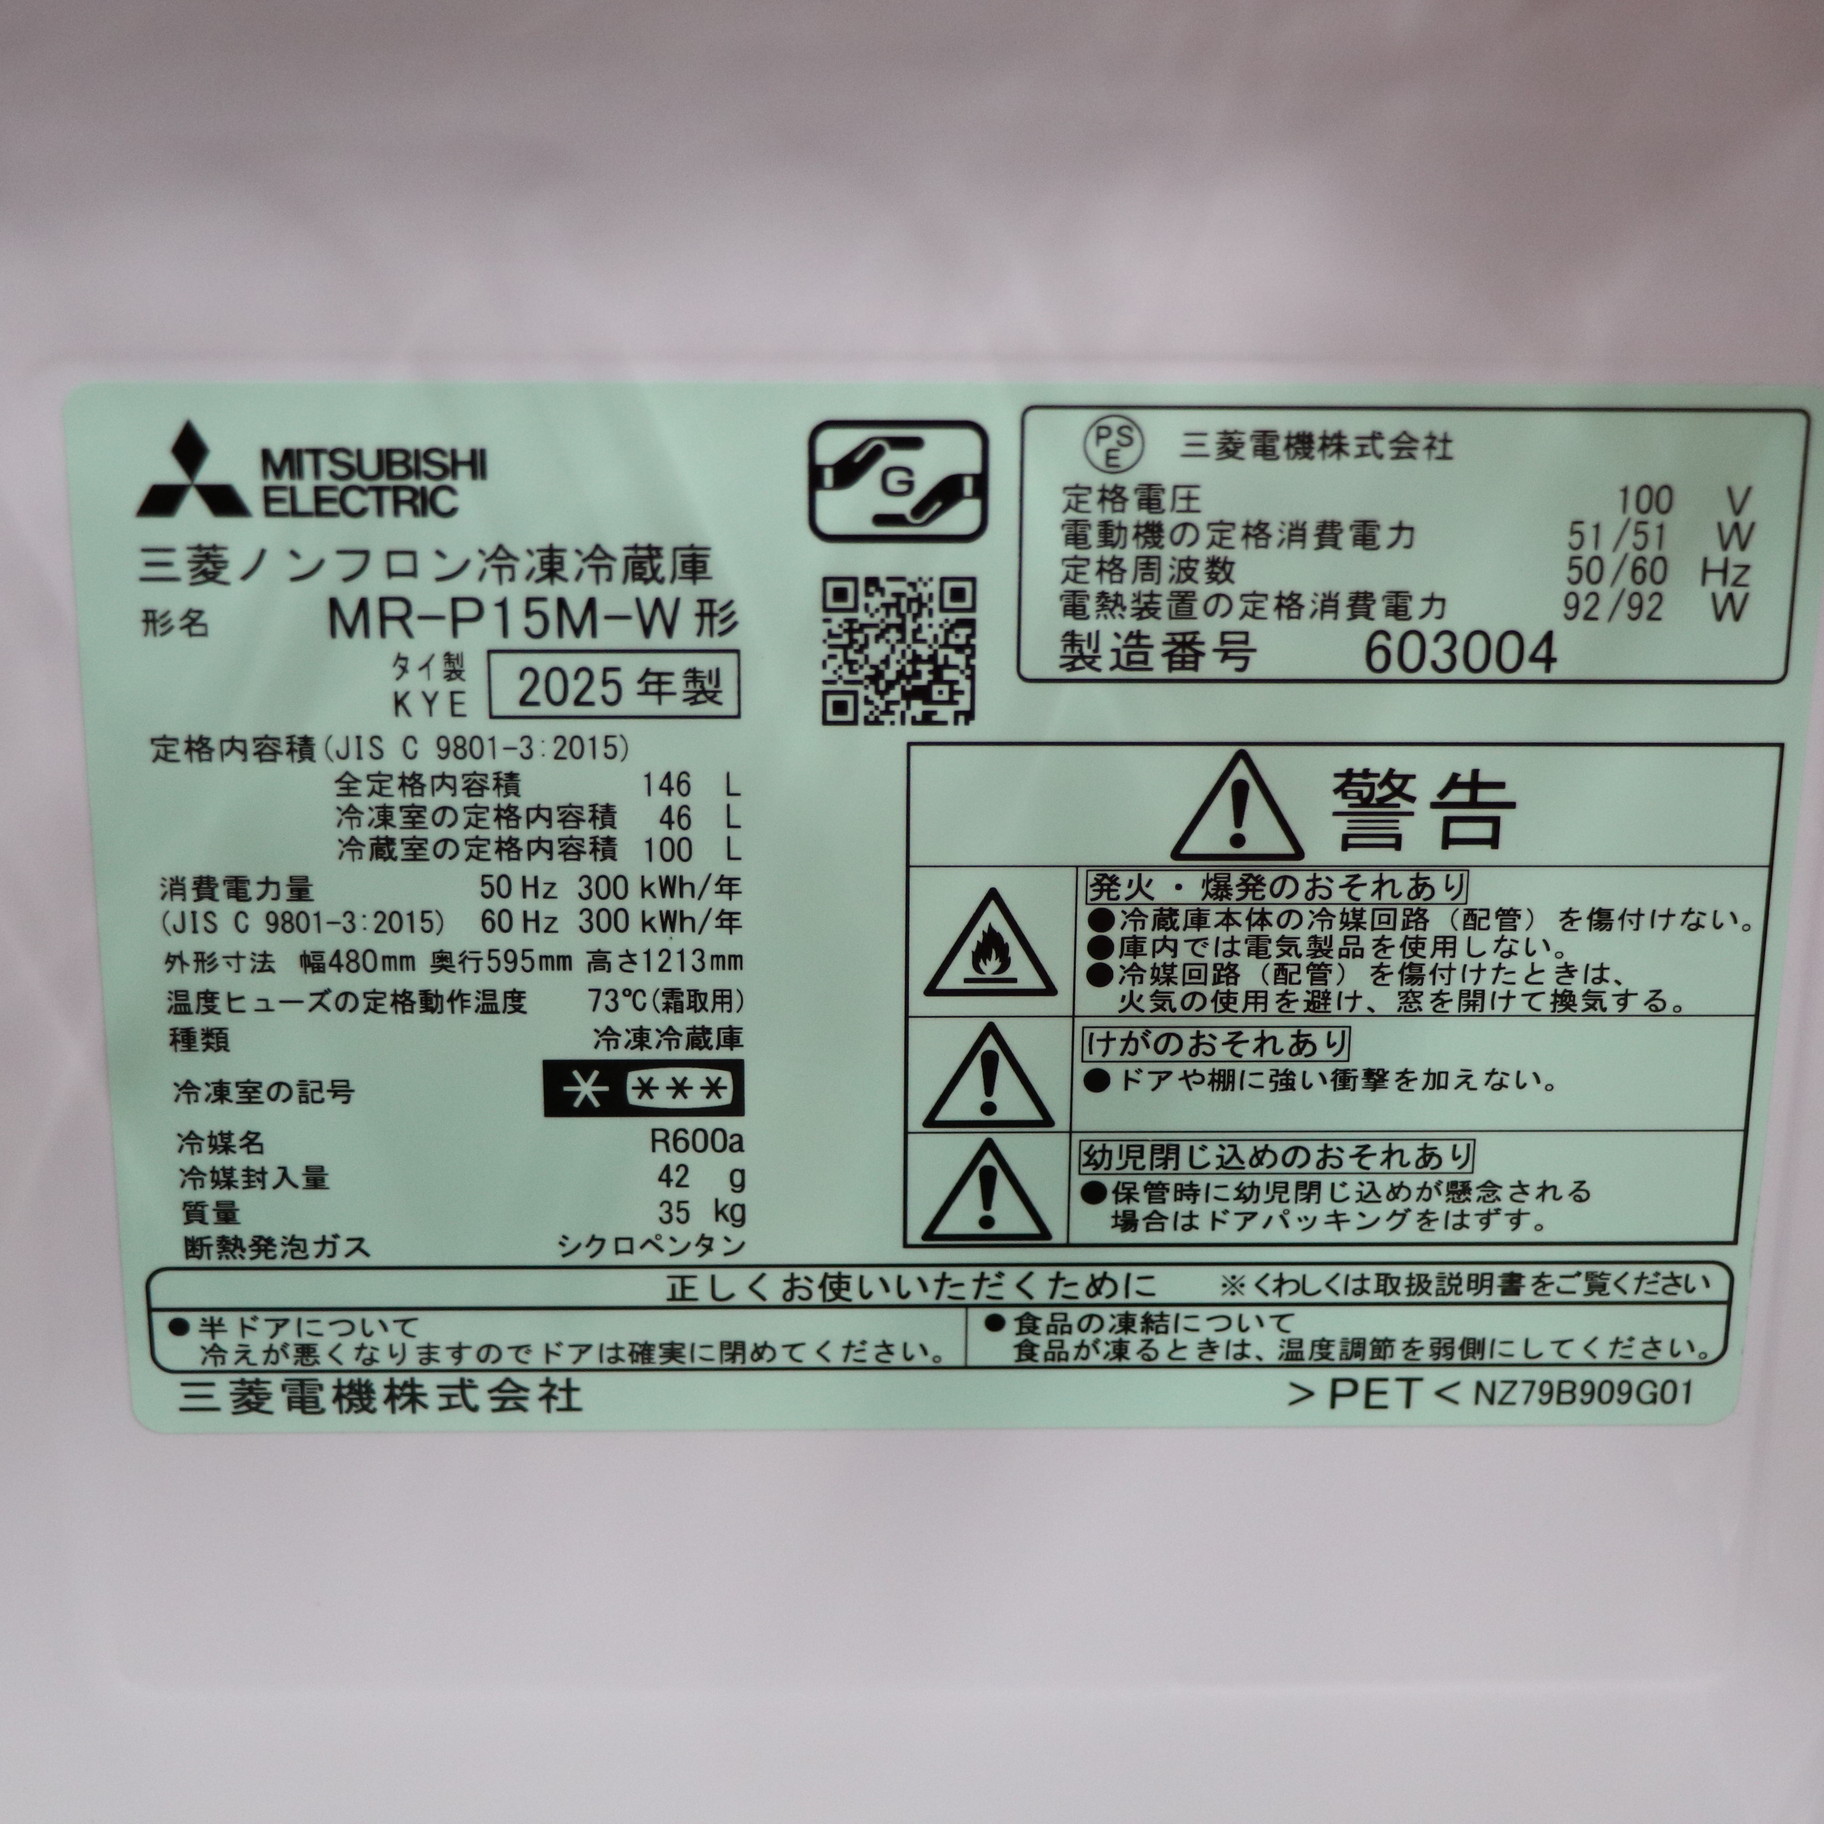 MITSUBISHI
ELECTRIC
三菱ノンフロン冷凍冷蔵庫
形名 MR-P15M-W 形
タイ製
KYE 2025 年製
定格内容積(JIS C 9801-3:2015)
全定格内容積 146 L
冷凍室の定格内容積 46 L
冷蔵室の定格内容積 100 L
消費電力量 50 Hz 300 kWh/年
(JIS C 9801-3:2015) 60 Hz 300 kWh/年
外形寸法 幅480mm 奥行595mm 高さ1213mm
温度ヒューズの定格動作温度 73℃(霜取用)
種類 冷凍冷蔵庫
冷凍室の記号 * ***
冷媒名 R600a
冷媒封入量 42 g
質量 35 kg
断熱発泡ガス シクロペンタン
G
PSE 三菱電機株式会社
定格電圧 100 V
電動機の定格消費電力 51/51 W
定格周波数 50/60 Hz
電熱装置の定格消費電力 92/92 W
製造番号 603004
警告
発火・爆発のおそれあり
●冷蔵庫本体の冷媒回路(配管)を傷付けない。
●庫内では電気製品を使用しない。
●冷媒回路(配管)を傷付けたときは、
火気の使用を避け、窓を開けて換気する。
けがのおそれあり
●ドアや棚に強い衝撃を加えない。
幼児閉じ込めのおそれあり
●保管時に幼児閉じ込めが懸念される
場合はドアパッキングをはずす。
正しくお使いいただくために ※くわしくは取扱説明書をご覧ください
●半ドアについて
冷えが悪くなりますのでドアは確実に閉めてください。
●食品の凍結について
食品が凍るときは、温度調節を弱側にしてください。
三菱電機株式会社
>PET< NZ79B909G01